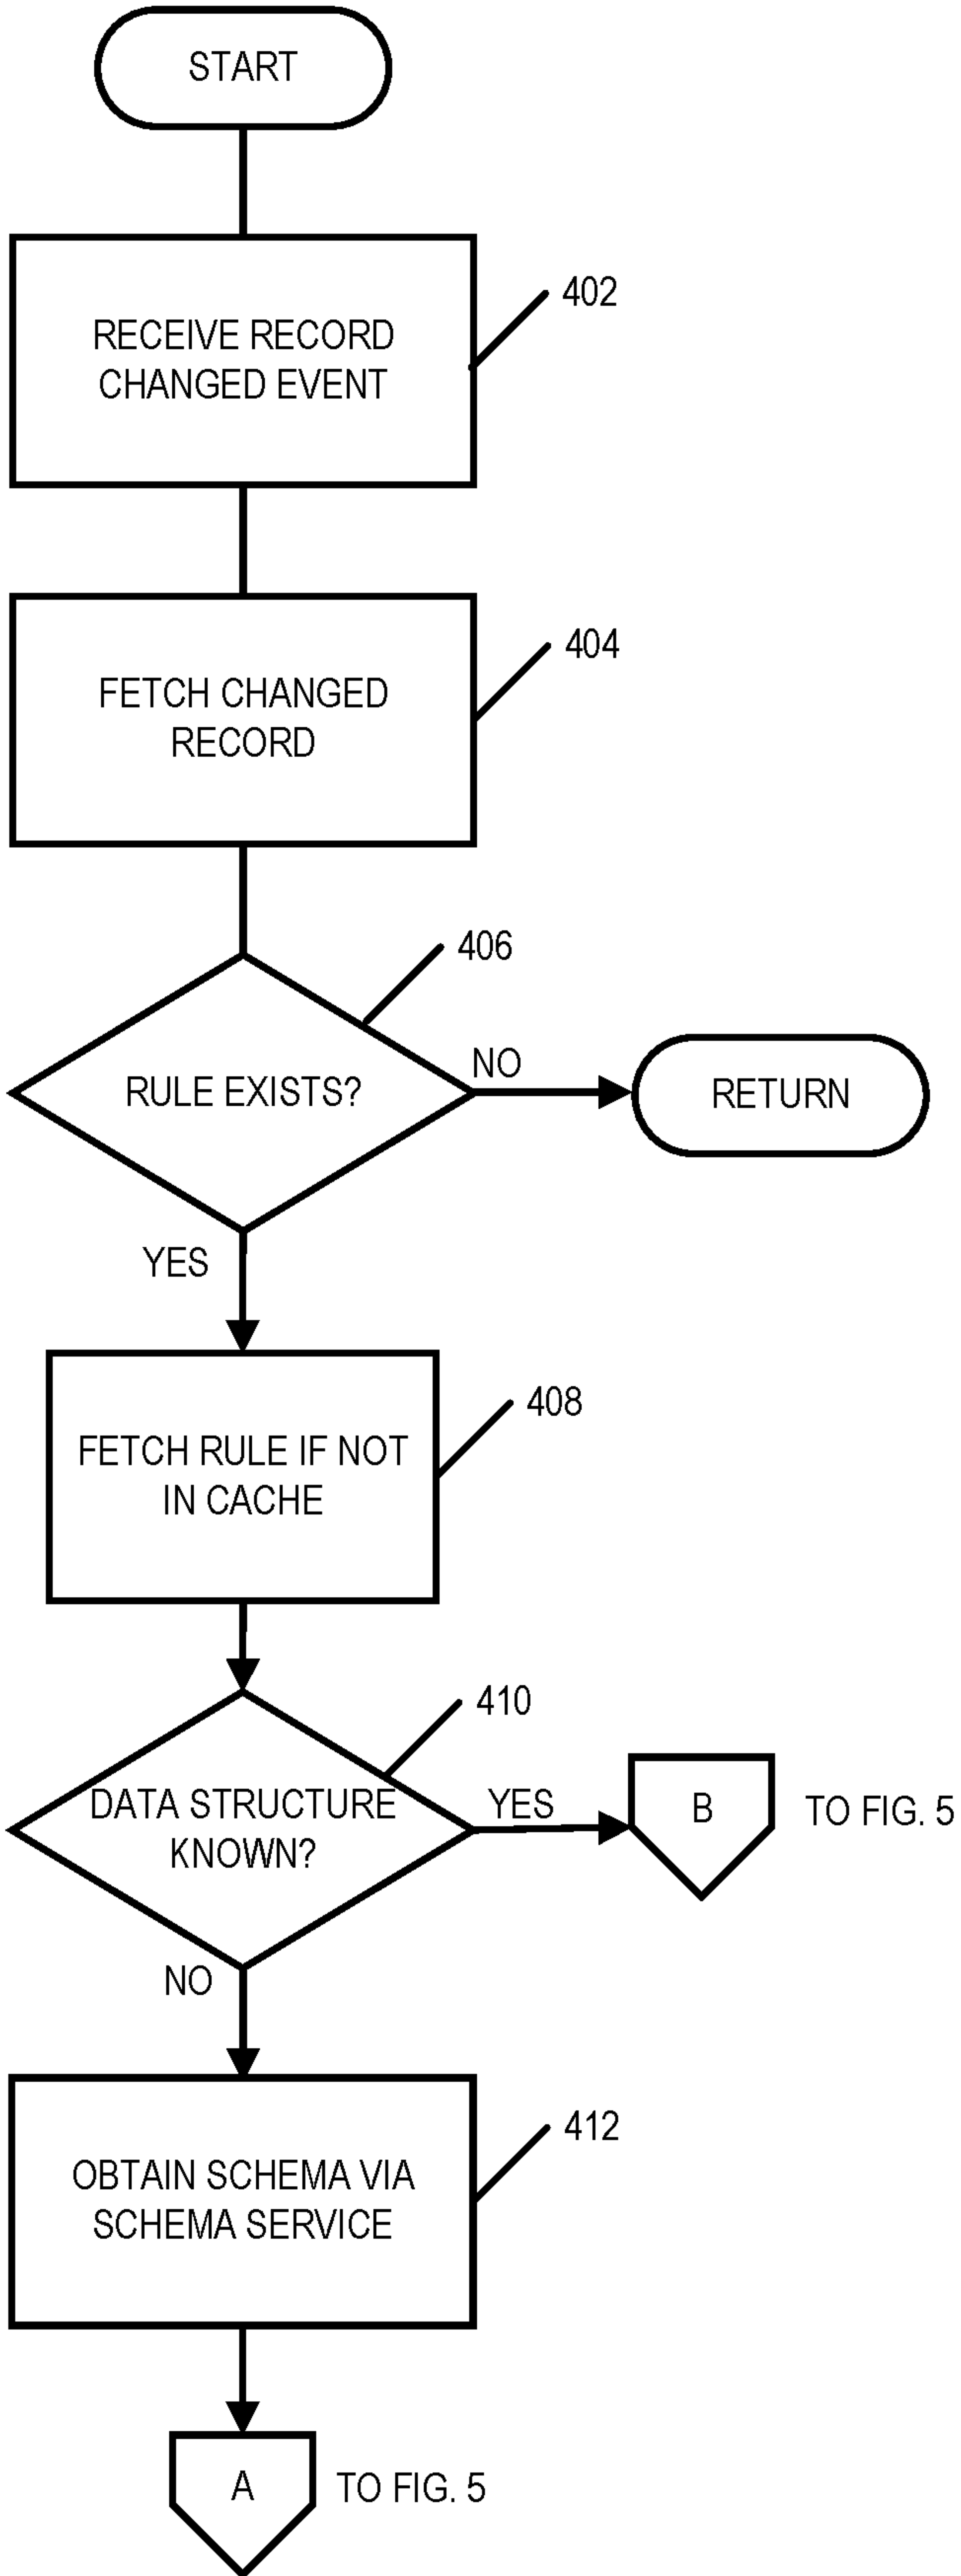 START
402
RECEIVE RECORD
CHANGED EVENT
404
FETCH CHANGED
RECORD
406
RULE EXISTS?
NO
RETURN
YES
408
FETCH RULE IF NOT
IN CACHE
410
DATA STRUCTURE
KNOWN?
YES
B
TO FIG. 5
NO
412
OBTAIN SCHEMA VIA
SCHEMA SERVICE
A
TO FIG. 5